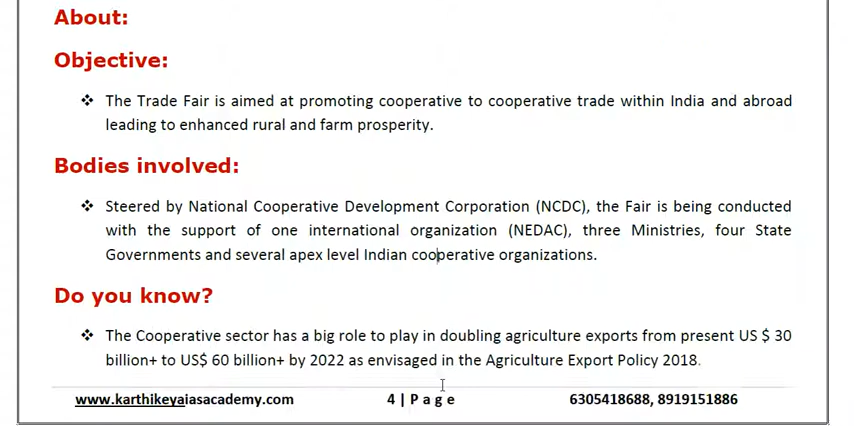 About:
Objective:
❖ The Trade Fair is aimed at promoting cooperative to cooperative trade within India and abroad
leading to enhanced rural and farm prosperity.
Bodies involved:
❖ Steered by National Cooperative Development Corporation (NCDC), the Fair is being conducted
with the support of one international organization (NEDAC), three Ministries, four State
Governments and several apex level Indian cooperative organizations.
Do you know?
❖ The Cooperative sector has a big role to play in doubling agriculture exports from present US $ 30
billion+ to US$ 60 billion+ by 2022 as envisaged in the Agriculture Export Policy 2018.
www.karthikeyaiasacademy.com 4 | P a g e 6305418688, 8919151886